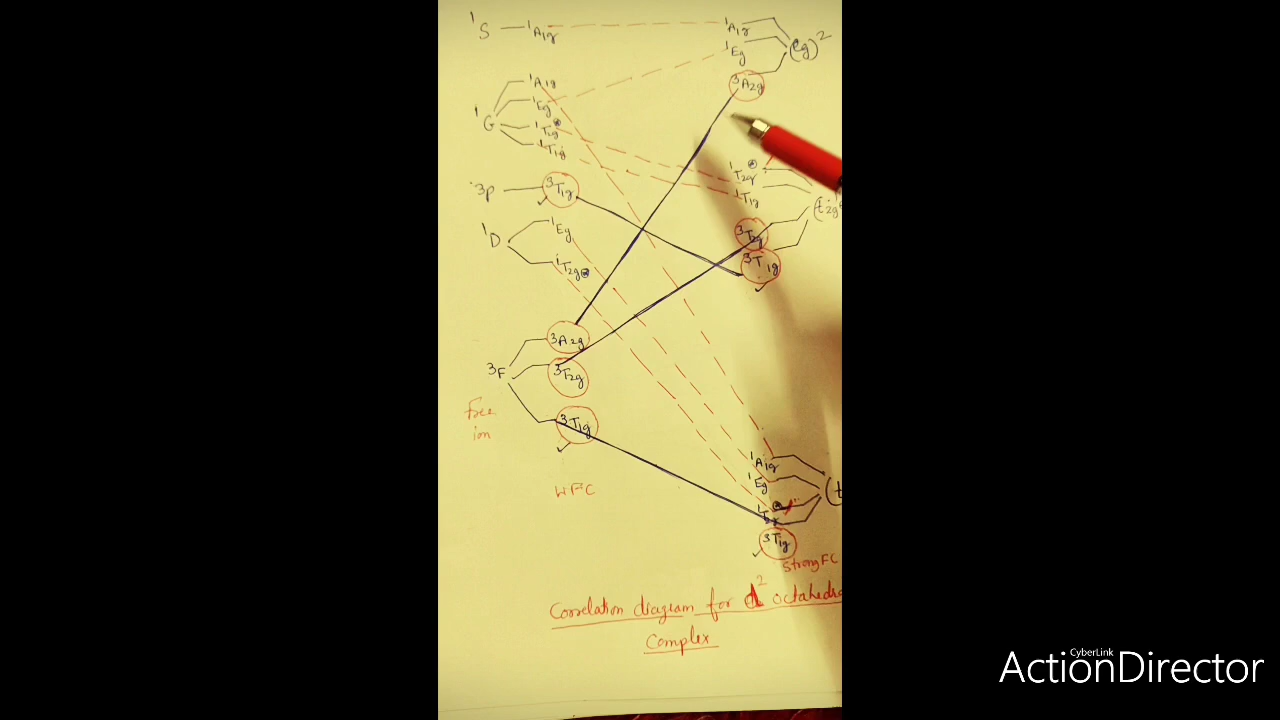 ¹S ¹A1g ¹A1g
¹Eg (eg)²
¹A1g ³A2g
¹Eg
¹G ¹T2g
¹T1g ¹T2g
³P ³T1g ¹T1g
(t2g
¹D ¹Eg ³T2g
¹T2g ³T1g
³A2g
³F ³T2g
Free
ion
³T1g
¹A1g
¹Eg
WFC ¹T2g
³T1g
Strong FC
Correlation diagram for d² octahedra
Complex
CyberLink
ActionDirector